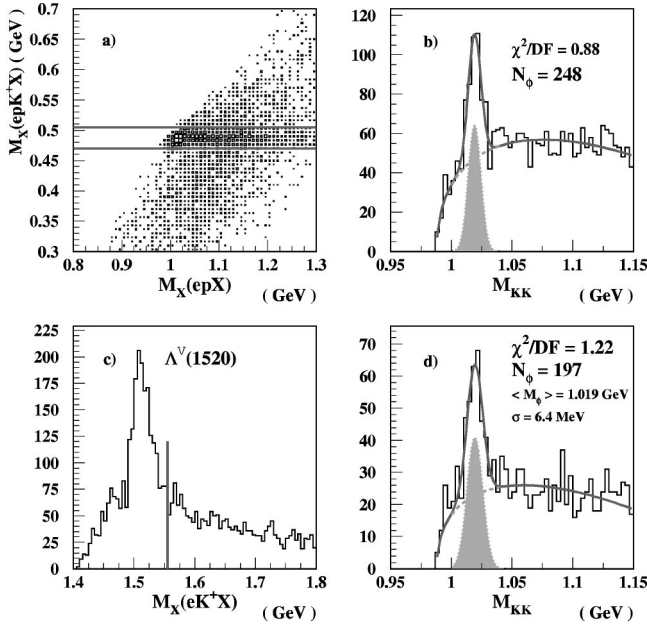 a)
M_X(epK⁺X) ( GeV )
0.7
0.65
0.6
0.55
0.5
0.45
0.4
0.35
0.3
0.8 0.9 1 1.1 1.2 1.3
M_X(epX)
( GeV )
b)
χ²/DF = 0.88
N_ϕ = 248
120
100
80
60
40
20
0
0.95 1 1.05 1.1 1.15
M_KK
( GeV )
c)
Λ^V(1520)
225
200
175
150
125
100
75
50
25
0
1.4 1.5 1.6 1.7 1.8
M_X(eK⁺X)
( GeV )
d)
χ²/DF = 1.22
N_ϕ = 197
< M_ϕ > = 1.019 GeV
σ = 6.4 MeV
70
60
50
40
30
20
10
0
0.95 1 1.05 1.1 1.15
M_KK
( GeV )